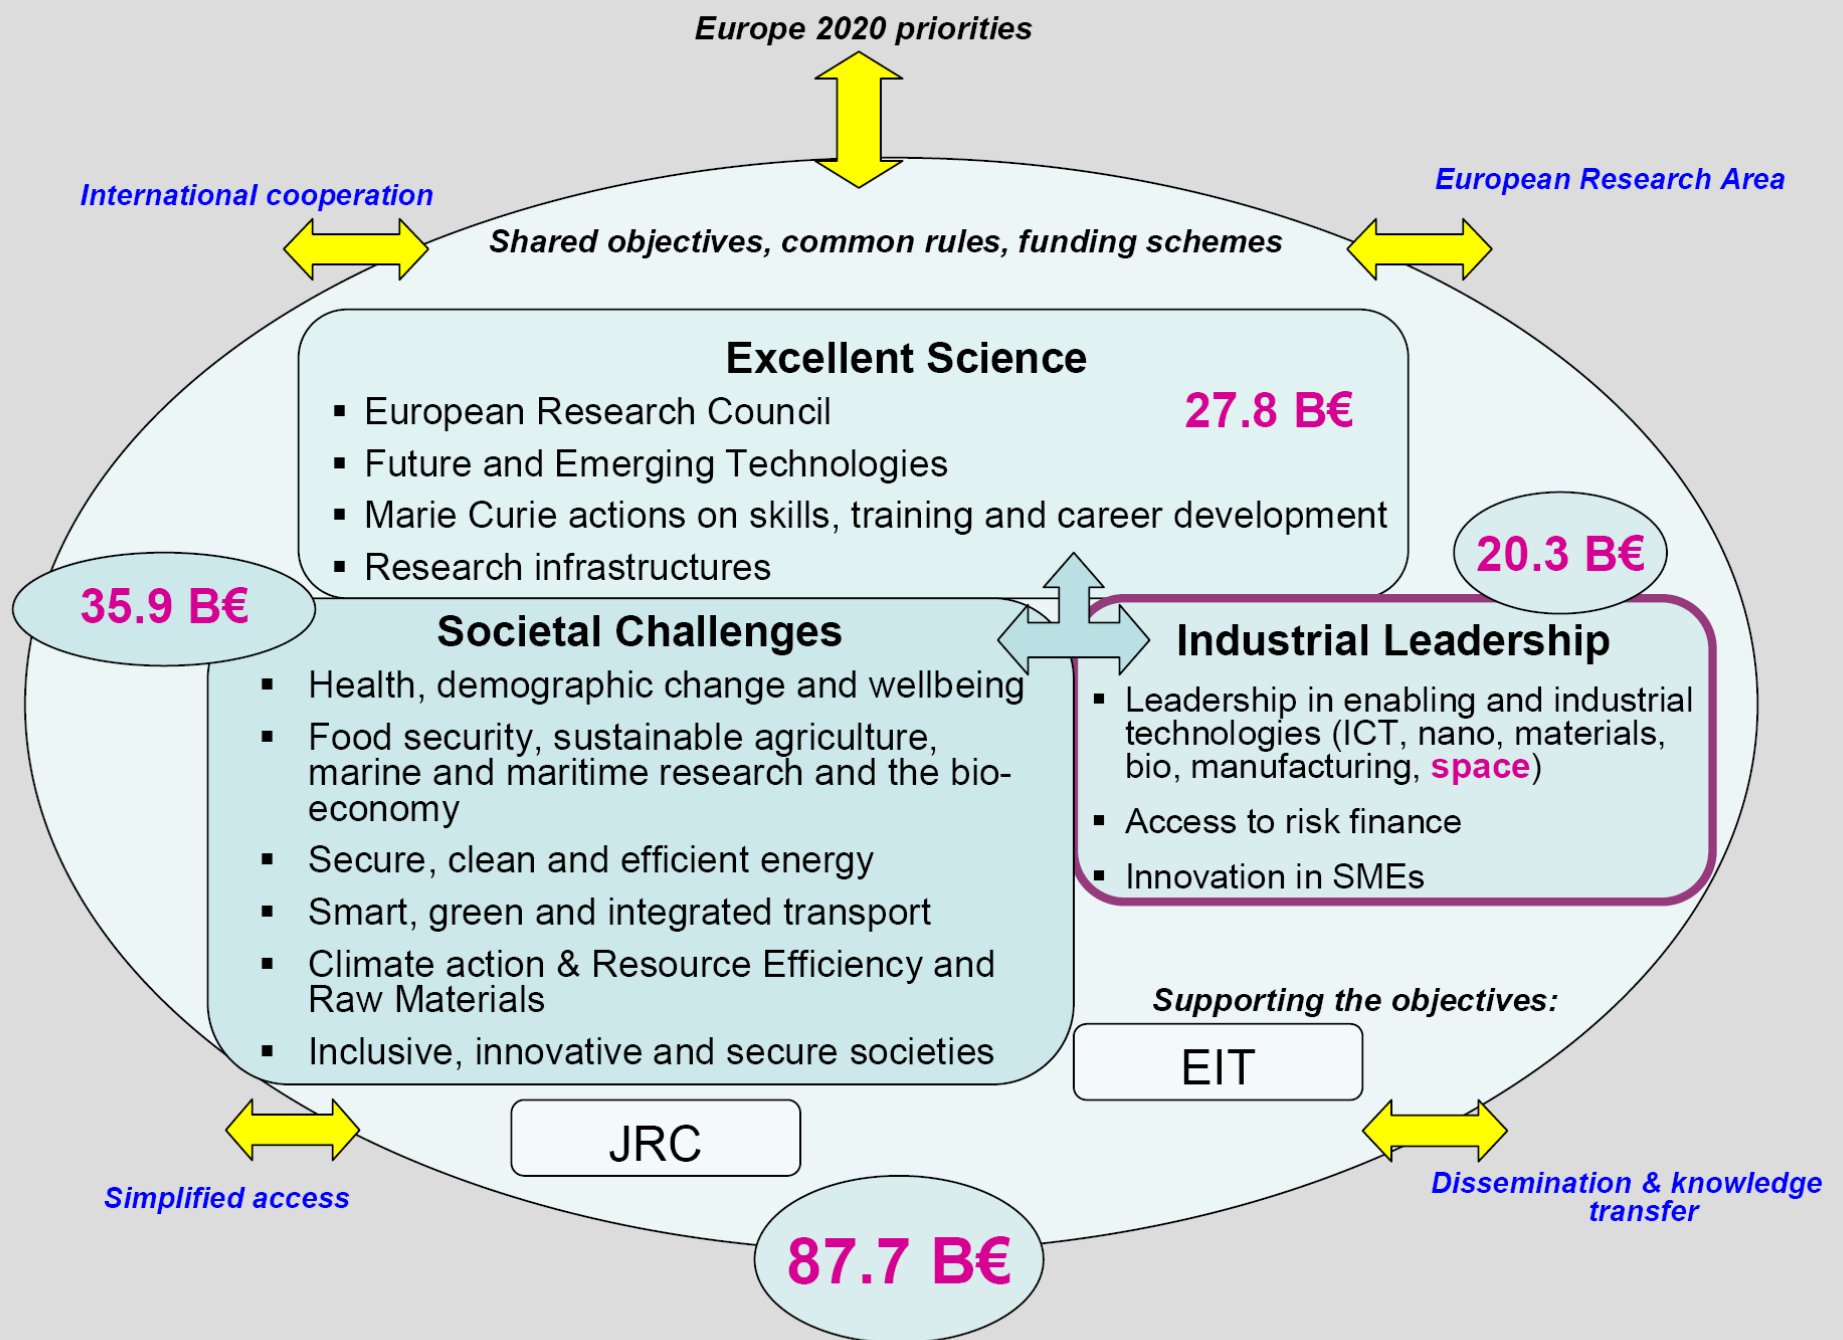 Europe 2020 priorities
International cooperation
European Research Area
Shared objectives, common rules, funding schemes
Excellent Science
▪ European Research Council
27.8 B€
▪ Future and Emerging Technologies
▪ Marie Curie actions on skills, training and career development
▪ Research infrastructures
35.9 B€
20.3 B€
Societal Challenges
▪ Health, demographic change and wellbeing
▪ Food security, sustainable agriculture,
marine and maritime research and the bio-
economy
▪ Secure, clean and efficient energy
▪ Smart, green and integrated transport
▪ Climate action & Resource Efficiency and
Raw Materials
▪ Inclusive, innovative and secure societies
Industrial Leadership
▪ Leadership in enabling and industrial
technologies (ICT, nano, materials,
bio, manufacturing, space)
▪ Access to risk finance
▪ Innovation in SMEs
Supporting the objectives:
EIT
JRC
Simplified access
Dissemination & knowledge
transfer
87.7 B€